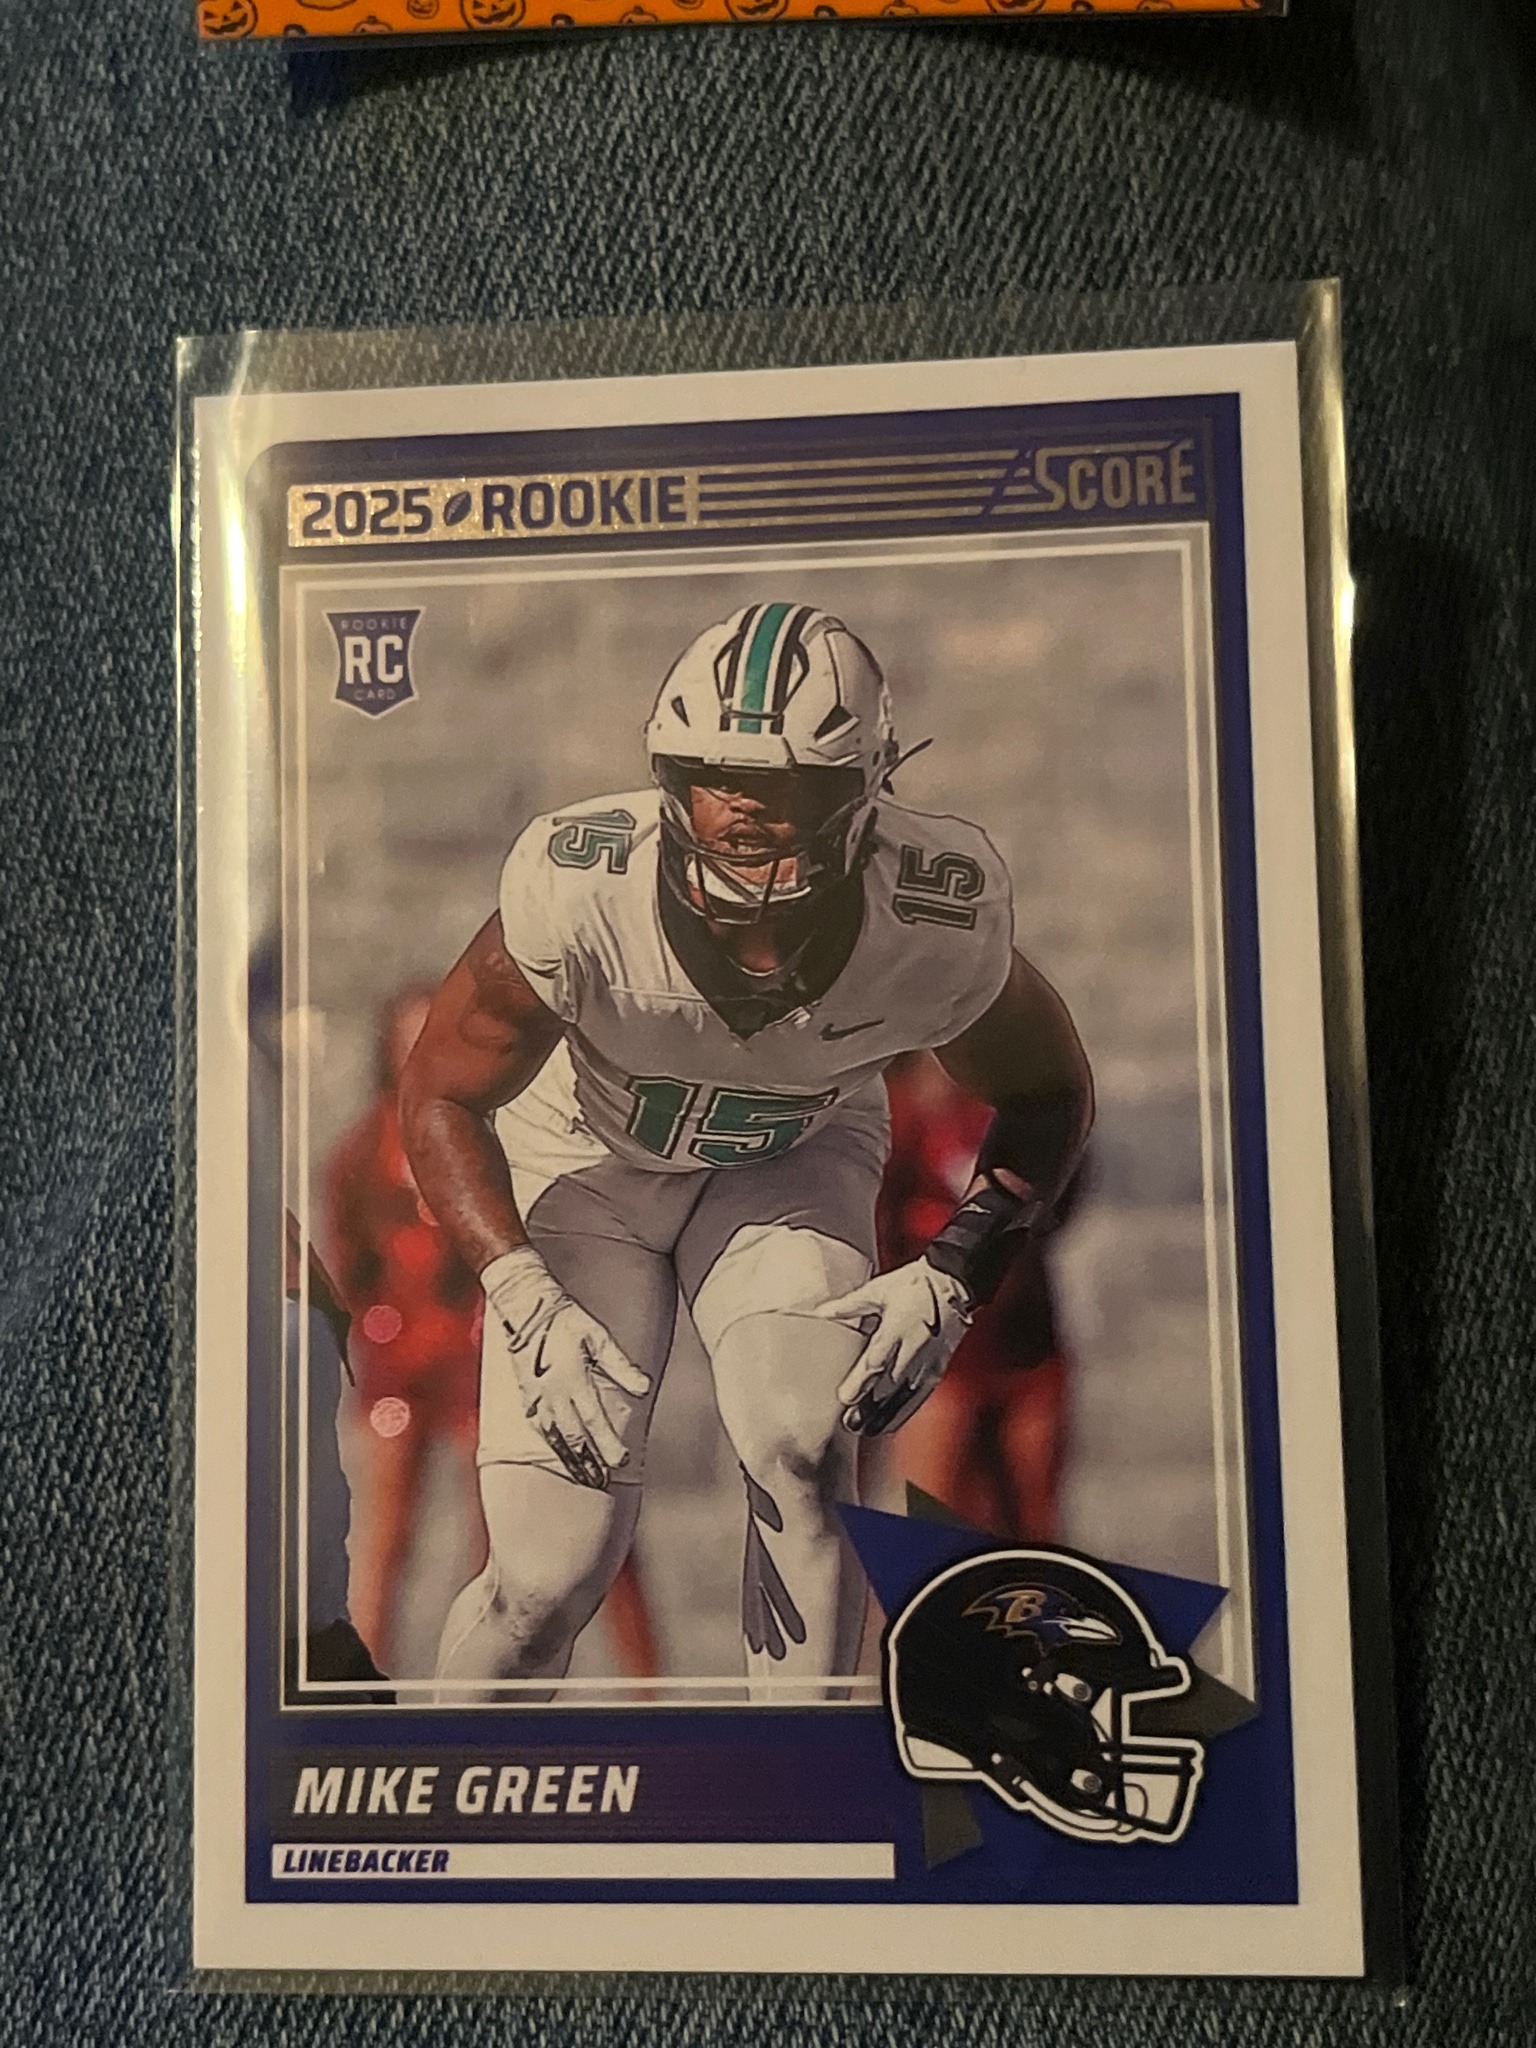 2025 ROOKIE SCORE
ROOKIE
RC
CARD
15 15
15
B
MIKE GREEN
LINEBACKER